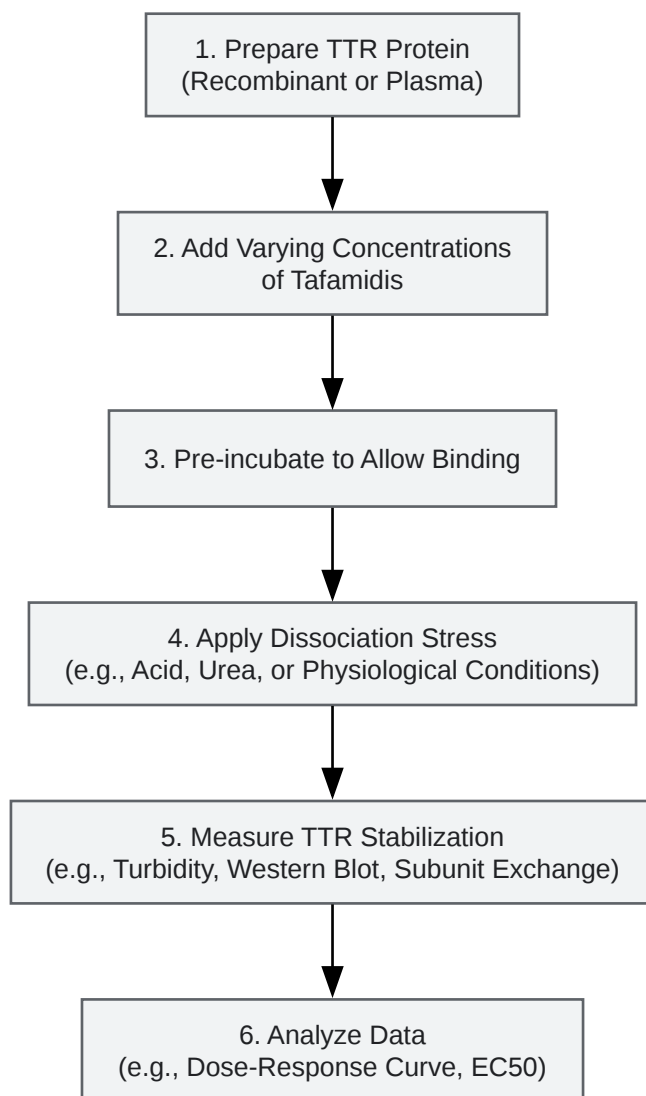 1. Prepare TTR Protein
(Recombinant or Plasma)
2. Add Varying Concentrations
of Tafamidis
3. Pre-incubate to Allow Binding
4. Apply Dissociation Stress
(e.g., Acid, Urea, or Physiological Conditions)
5. Measure TTR Stabilization
(e.g., Turbidity, Western Blot, Subunit Exchange)
6. Analyze Data
(e.g., Dose-Response Curve, EC50)